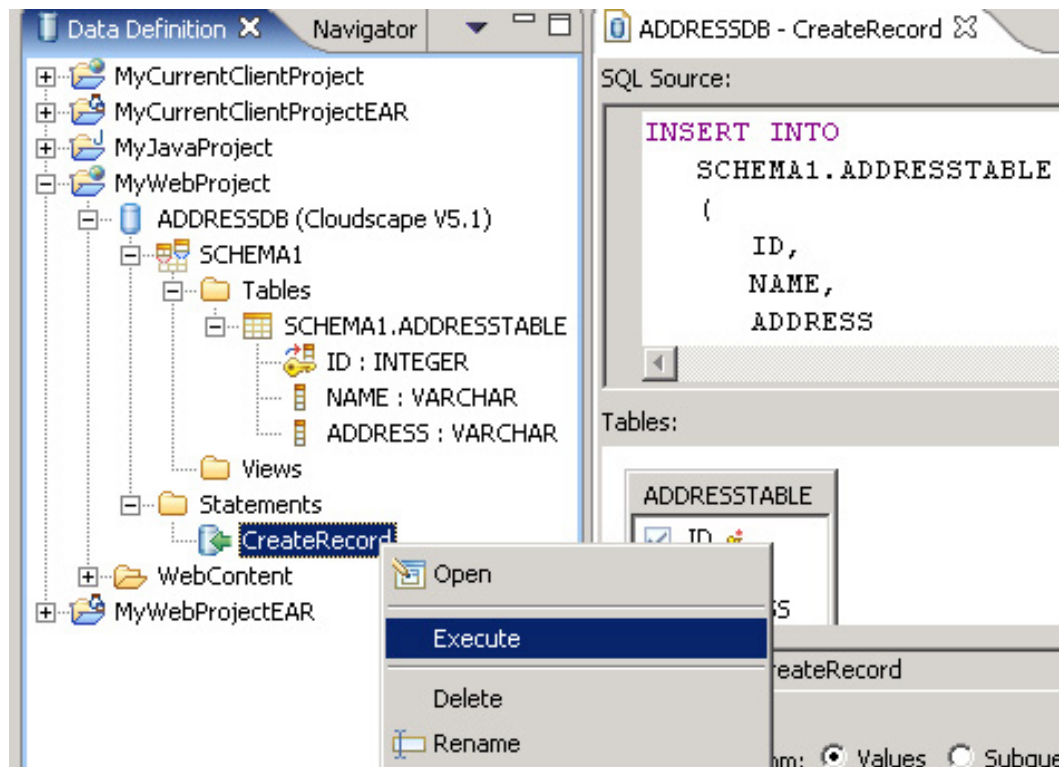 Data Definition
Navigator
MyCurrentClientProject
MyCurrentClientProjectEAR
MyJavaProject
MyWebProject
ADDRESSDB (Cloudscape V5.1)
SCHEMA1
Tables
SCHEMA1.ADDRESSTABLE
ID : INTEGER
NAME : VARCHAR
ADDRESS : VARCHAR
Views
Statements
CreateRecord
WebContent
MyWebProjectEAR
Open
Execute
Delete
Rename
ADDRESSDB - CreateRecord
SQL Source:
INSERT INTO
SCHEMA1.ADDRESSTABLE
(
ID,
NAME,
ADDRESS
Tables:
ADDRESSTABLE
ID
Values